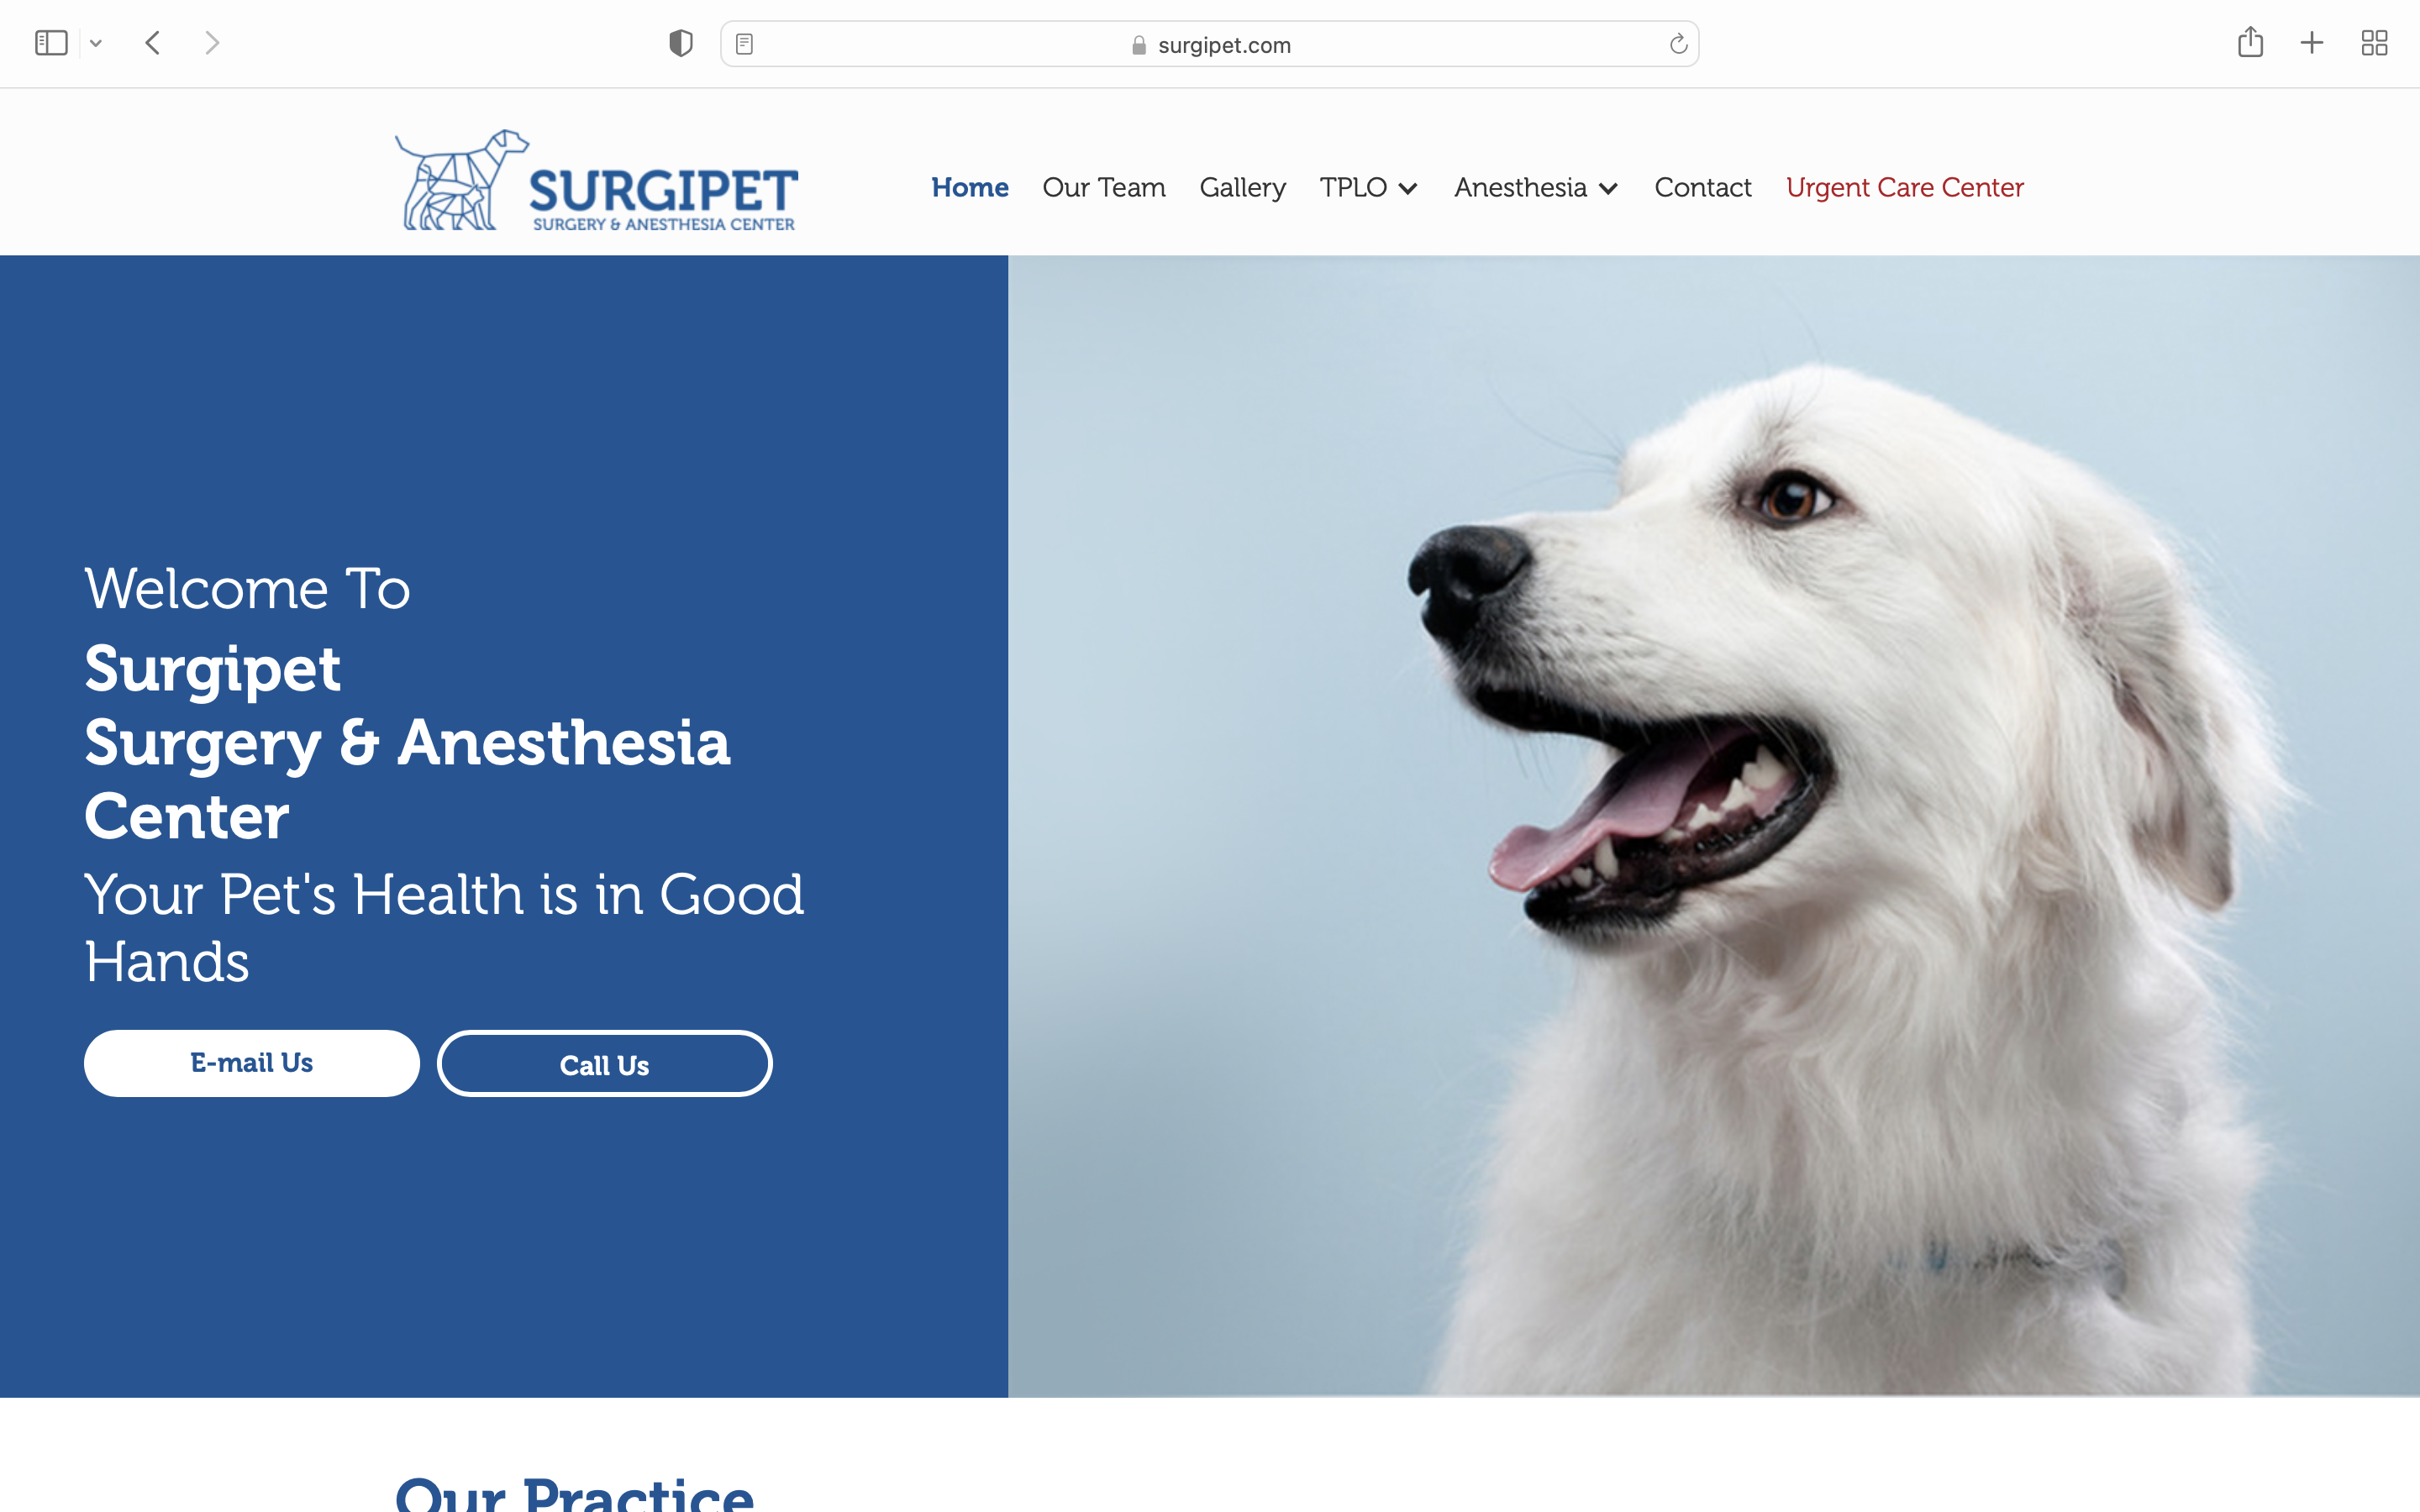 surgipet.com
SURGIPET
SURGERY & ANESTHESIA CENTER
Home Our Team Gallery TPLO Anesthesia Contact Urgent Care Center
Welcome To
Surgipet
Surgery & Anesthesia
Center
Your Pet's Health is in Good
Hands
E-mail Us Call Us
Our Practice